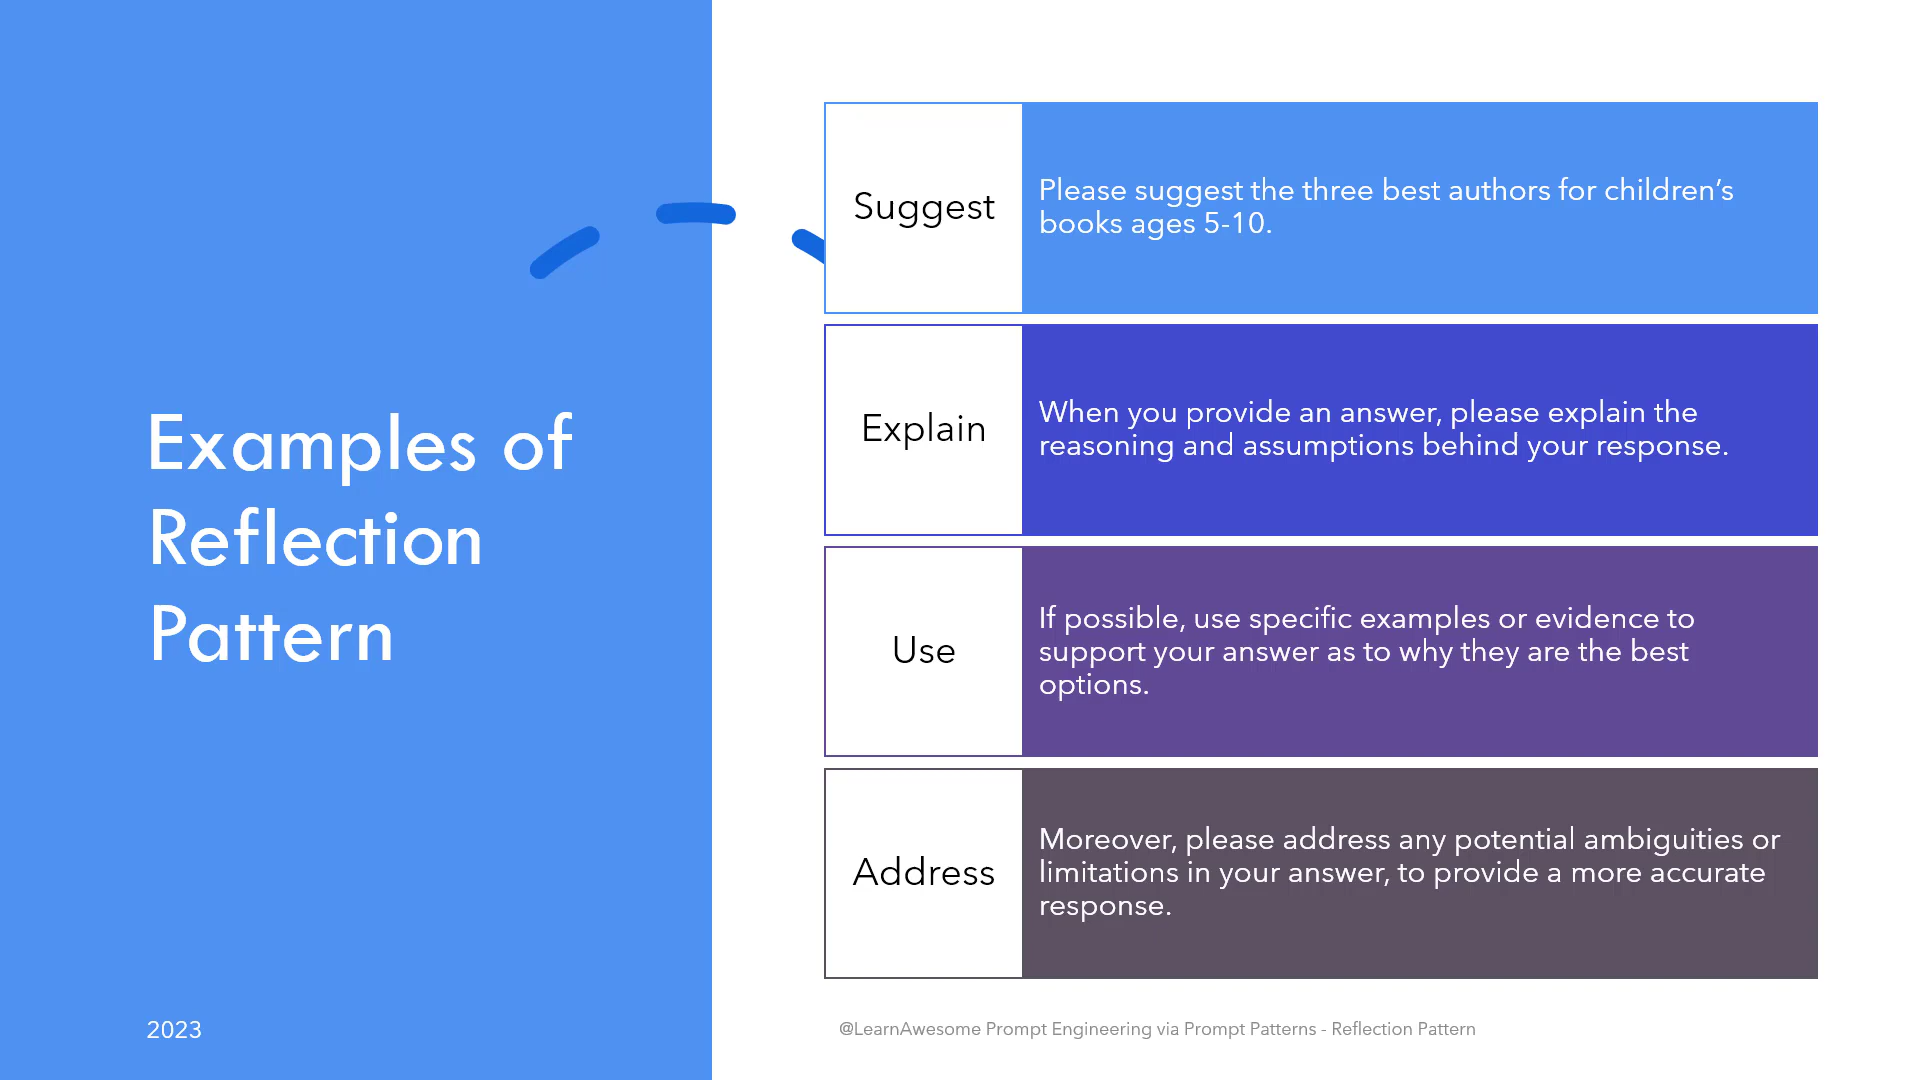 Examples of
Reflection
Pattern
2023
Suggest
Please suggest the three best authors for children’s
books ages 5-10.
Explain
When you provide an answer, please explain the
reasoning and assumptions behind your response.
Use
If possible, use specific examples or evidence to
support your answer as to why they are the best
options.
Address
Moreover, please address any potential ambiguities or
limitations in your answer, to provide a more accurate
response.
@LearnAwesome Prompt Engineering via Prompt Patterns - Reflection Pattern